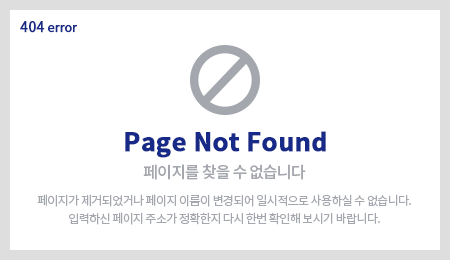 404 error
Page Not Found
페이지를 찾을 수 없습니다
페이지가 제거되었거나 페이지 이름이 변경되어 일시적으로 사용하실 수 없습니다.
입력하신 페이지 주소가 정확한지 다시 한번 확인해 보시기 바랍니다.